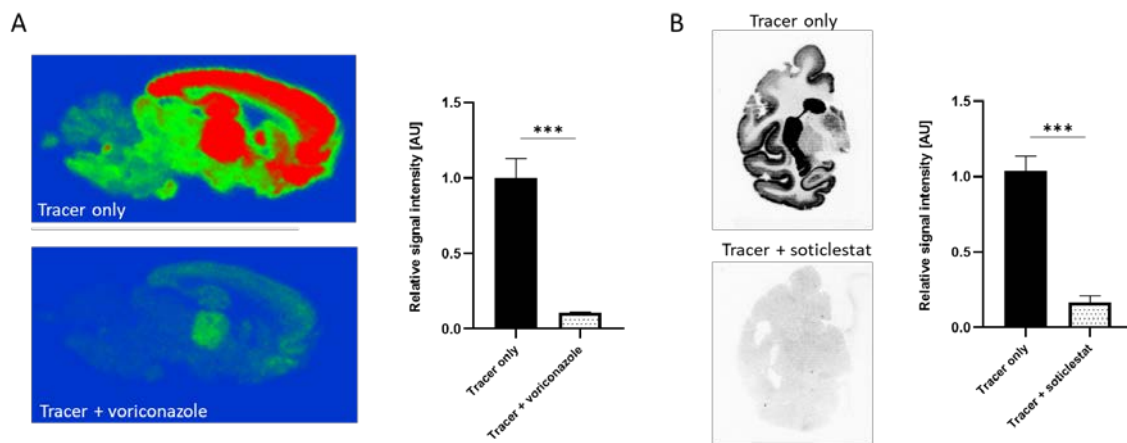 A
Tracer only
Tracer + voriconazole
Relative signal intensity [AU]
1.5
***
1.0
0.5
0.0
Tracer only
Tracer + voriconazole
B
Tracer only
Tracer + soticlestat
Relative signal intensity [AU]
1.5
***
1.0
0.5
0.0
Tracer only
Tracer + soticlestat